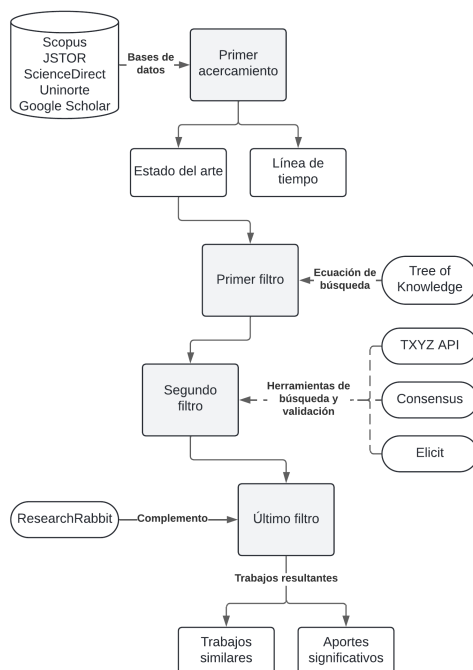 Scopus
JSTOR
ScienceDirect
Uninorte
Google Scholar
Bases de
datos
Primer
acercamiento
Estado del arte
Línea de
tiempo
Primer filtro
Ecuación de
búsqueda
Tree of
Knowledge
TXYZ API
Segundo
filtro
Herramientas de
búsqueda y
validación
Consensus
Elicit
ResearchRabbit
Complemento
Último filtro
Trabajos resultantes
Trabajos
similares
Aportes
significativos